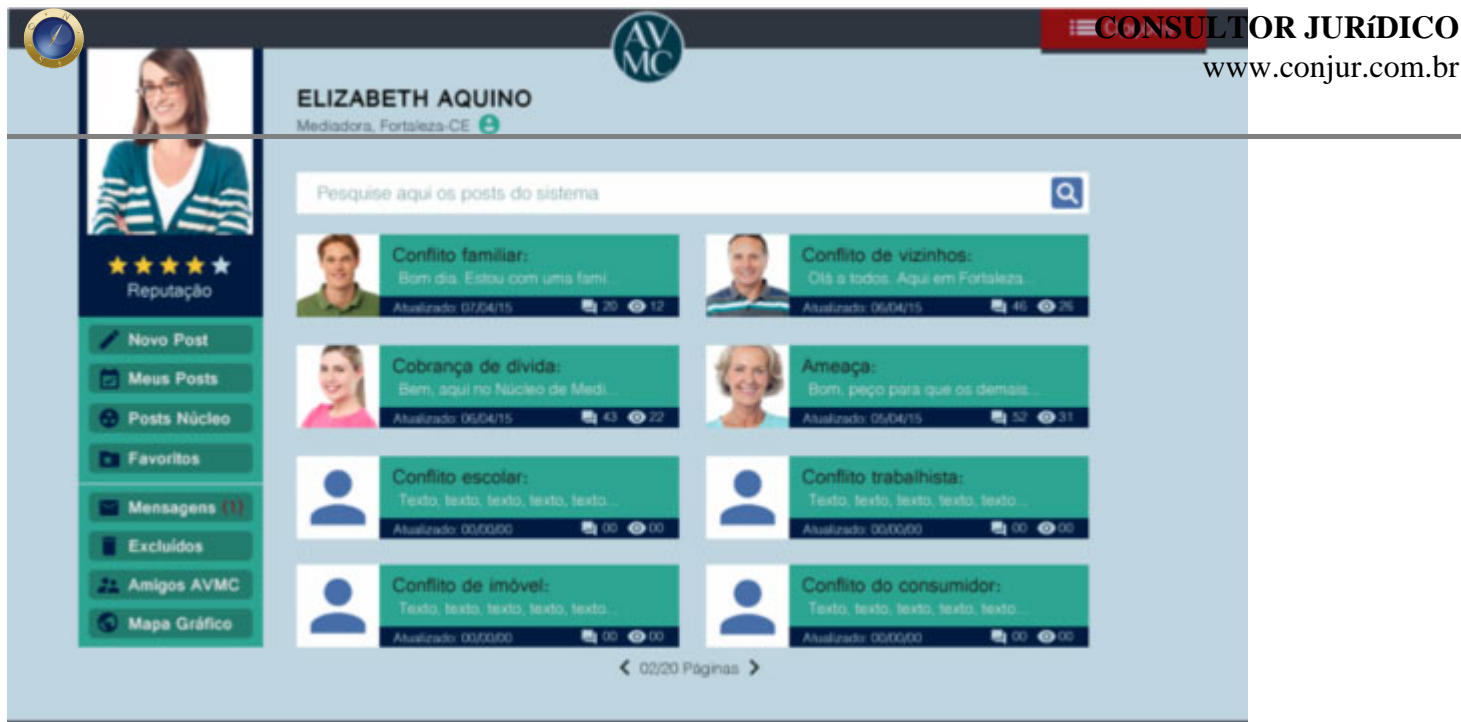 CONSULTOR JURíDICO
www.conjur.com.br
AV
MC
ELIZABETH AQUINO
Mediadora, Fortaleza-CE
Pesquise aqui os posts do sistema
Reputação
Novo Post
Meus Posts
Posts Núcleo
Favoritos
Mensagens (1)
Excluídos
Amigos AVMC
Mapa Gráfico
Conflito familiar:
Bom dia. Estou com uma famí...
Atualizado: 07/04/15 20 12
Conflito de vizinhos:
Olá a todos. Aqui em Fortaleza...
Atualizado: 06/04/15 46 26
Cobrança de dívida:
Bem, aqui no Núcleo de Medi...
Atualizado: 06/04/15 43 22
Ameaça:
Bom, peço para que os demais...
Atualizado: 05/04/15 52 31
Conflito escolar:
Texto, texto, texto, texto, texto...
Atualizado: 00/00/00 00 00
Conflito trabalhista:
Texto, texto, texto, texto, texto...
Atualizado: 00/00/00 00 00
Conflito de imóvel:
Texto, texto, texto, texto, texto...
Atualizado: 00/00/00 00 00
Conflito do consumidor:
Texto, texto, texto, texto, texto...
Atualizado: 00/00/00 00 00
02/20 Páginas